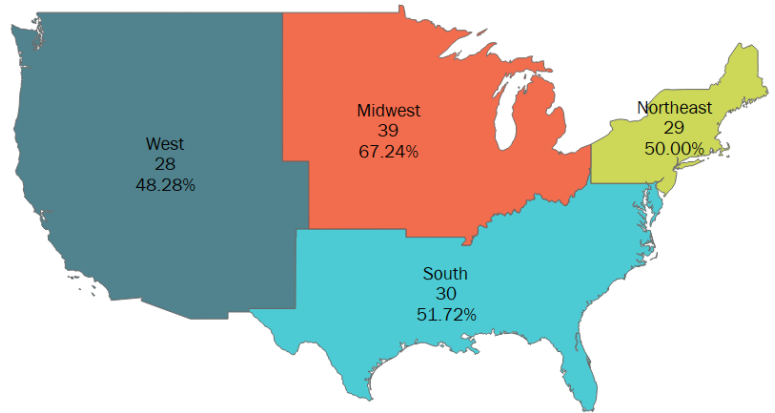 West
28
48.28%
Midwest
39
67.24%
Northeast
29
50.00%
South
30
51.72%